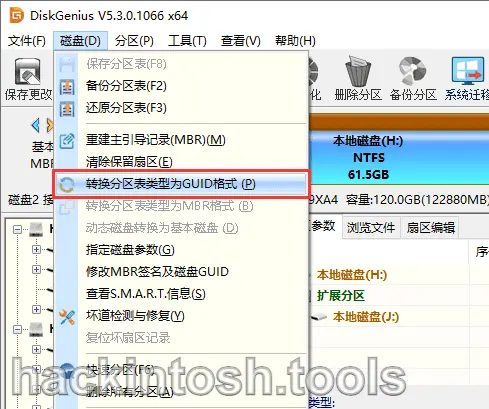 DiskGenius V5.3.0.1066 x64
文件(F) 磁盘(D) 分区(P) 工具(T) 查看(V) 帮助(H)
保存更改 删除分区 备份分区 系统迁移
保存分区表(F8)
备份分区表(F2)
还原分区表(F3)
基本
MBR
本地磁盘(H:)
NTFS
61.5GB
重建主引导记录(MBR)(M)
清除保留扇区(E)
转换分区表类型为GUID格式 (P)
磁盘2 9XA4 容量:120.0GB(122880MB)
转换分区表类型为MBR格式 (B)
动态磁盘转换为基本磁盘 (D)
参数 浏览文件 扇区编辑
指定磁盘参数(G)
修改MBR签名及磁盘GUID
本地磁盘(H:)
查看S.M.A.R.T.信息(S)
扩展分区
坏道检测与修复(Y)
本地磁盘(J:)
复位坏扇区记录
快速分区(F6)
删除所有分区(A)
类型:
hackintosh.tools